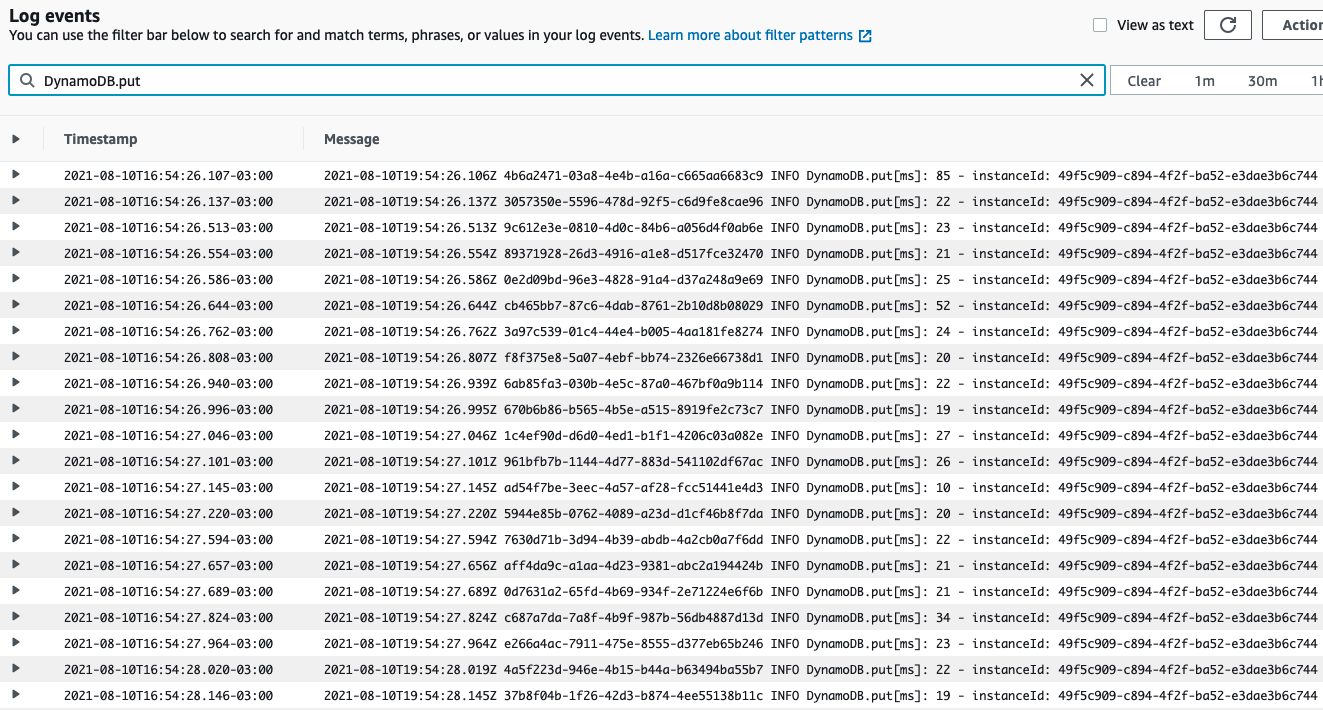 Log events
You can use the filter bar below to search for and match terms, phrases, or values in your log events. Learn more about filter patterns
View as text
Action
DynamoDB.put
Clear 1m 30m 1h
Timestamp Message
2021-08-10T16:54:26.107-03:00 2021-08-10T19:54:26.106Z 4b6a2471-03a8-4e4b-a16a-c665aa6683c9 INFO DynamoDB.put[ms]: 85 - instanceId: 49f5c909-c894-4f2f-ba52-e3dae3b6c744
2021-08-10T16:54:26.137-03:00 2021-08-10T19:54:26.137Z 3057350e-5596-478d-92f5-c6d9fe8cae96 INFO DynamoDB.put[ms]: 22 - instanceId: 49f5c909-c894-4f2f-ba52-e3dae3b6c744
2021-08-10T16:54:26.513-03:00 2021-08-10T19:54:26.513Z 9c612e3e-0810-4d0c-84b6-a056d4f0ab6e INFO DynamoDB.put[ms]: 23 - instanceId: 49f5c909-c894-4f2f-ba52-e3dae3b6c744
2021-08-10T16:54:26.554-03:00 2021-08-10T19:54:26.554Z 89371928-26d3-4916-a1e8-d517fce32470 INFO DynamoDB.put[ms]: 21 - instanceId: 49f5c909-c894-4f2f-ba52-e3dae3b6c744
2021-08-10T16:54:26.586-03:00 2021-08-10T19:54:26.586Z 0e2d09bd-96e3-4828-91a4-d37a248a9e69 INFO DynamoDB.put[ms]: 25 - instanceId: 49f5c909-c894-4f2f-ba52-e3dae3b6c744
2021-08-10T16:54:26.644-03:00 2021-08-10T19:54:26.644Z cb465bb7-87c6-4dab-8761-2b10d8b08029 INFO DynamoDB.put[ms]: 52 - instanceId: 49f5c909-c894-4f2f-ba52-e3dae3b6c744
2021-08-10T16:54:26.762-03:00 2021-08-10T19:54:26.762Z 3a97c539-01c4-44e4-b005-4aa181fe8274 INFO DynamoDB.put[ms]: 24 - instanceId: 49f5c909-c894-4f2f-ba52-e3dae3b6c744
2021-08-10T16:54:26.808-03:00 2021-08-10T19:54:26.807Z f8f375e8-5a07-4ebf-bb74-2326e66738d1 INFO DynamoDB.put[ms]: 20 - instanceId: 49f5c909-c894-4f2f-ba52-e3dae3b6c744
2021-08-10T16:54:26.940-03:00 2021-08-10T19:54:26.939Z 6ab85fa3-030b-4e5c-87a0-467bf0a9b114 INFO DynamoDB.put[ms]: 22 - instanceId: 49f5c909-c894-4f2f-ba52-e3dae3b6c744
2021-08-10T16:54:26.996-03:00 2021-08-10T19:54:26.995Z 670b6b86-b565-4b5e-a515-8919fe2c73c7 INFO DynamoDB.put[ms]: 19 - instanceId: 49f5c909-c894-4f2f-ba52-e3dae3b6c744
2021-08-10T16:54:27.046-03:00 2021-08-10T19:54:27.046Z 1c4ef90d-d6d0-4ed1-b1f1-4206c03a082e INFO DynamoDB.put[ms]: 27 - instanceId: 49f5c909-c894-4f2f-ba52-e3dae3b6c744
2021-08-10T16:54:27.101-03:00 2021-08-10T19:54:27.101Z 961bfb7b-1144-4d77-883d-541102df67ac INFO DynamoDB.put[ms]: 26 - instanceId: 49f5c909-c894-4f2f-ba52-e3dae3b6c744
2021-08-10T16:54:27.145-03:00 2021-08-10T19:54:27.145Z ad54f7be-3eec-4a57-af28-fcc51441e4d3 INFO DynamoDB.put[ms]: 10 - instanceId: 49f5c909-c894-4f2f-ba52-e3dae3b6c744
2021-08-10T16:54:27.220-03:00 2021-08-10T19:54:27.220Z 5944e85b-0762-4089-a23d-d1cf46b8f7da INFO DynamoDB.put[ms]: 20 - instanceId: 49f5c909-c894-4f2f-ba52-e3dae3b6c744
2021-08-10T16:54:27.594-03:00 2021-08-10T19:54:27.594Z 7630d71b-3d94-4b39-abdb-4a2cb0a7f6dd INFO DynamoDB.put[ms]: 22 - instanceId: 49f5c909-c894-4f2f-ba52-e3dae3b6c744
2021-08-10T16:54:27.657-03:00 2021-08-10T19:54:27.656Z aff4da9c-a1aa-4d23-9381-abc2a194424b INFO DynamoDB.put[ms]: 21 - instanceId: 49f5c909-c894-4f2f-ba52-e3dae3b6c744
2021-08-10T16:54:27.689-03:00 2021-08-10T19:54:27.689Z 0d7631a2-65fd-4b69-934f-2e71224e6f6b INFO DynamoDB.put[ms]: 21 - instanceId: 49f5c909-c894-4f2f-ba52-e3dae3b6c744
2021-08-10T16:54:27.824-03:00 2021-08-10T19:54:27.824Z c687a7da-7a8f-4b9f-987b-56db4887d13d INFO DynamoDB.put[ms]: 34 - instanceId: 49f5c909-c894-4f2f-ba52-e3dae3b6c744
2021-08-10T16:54:27.964-03:00 2021-08-10T19:54:27.964Z e266a4ac-7911-475e-8555-d377eb65b246 INFO DynamoDB.put[ms]: 23 - instanceId: 49f5c909-c894-4f2f-ba52-e3dae3b6c744
2021-08-10T16:54:28.020-03:00 2021-08-10T19:54:28.019Z 4a5f223d-946e-4b15-b44a-b63494ba55b7 INFO DynamoDB.put[ms]: 22 - instanceId: 49f5c909-c894-4f2f-ba52-e3dae3b6c744
2021-08-10T16:54:28.146-03:00 2021-08-10T19:54:28.145Z 37b8f04b-1f26-42d3-b874-4ee55138b11c INFO DynamoDB.put[ms]: 19 - instanceId: 49f5c909-c894-4f2f-ba52-e3dae3b6c744